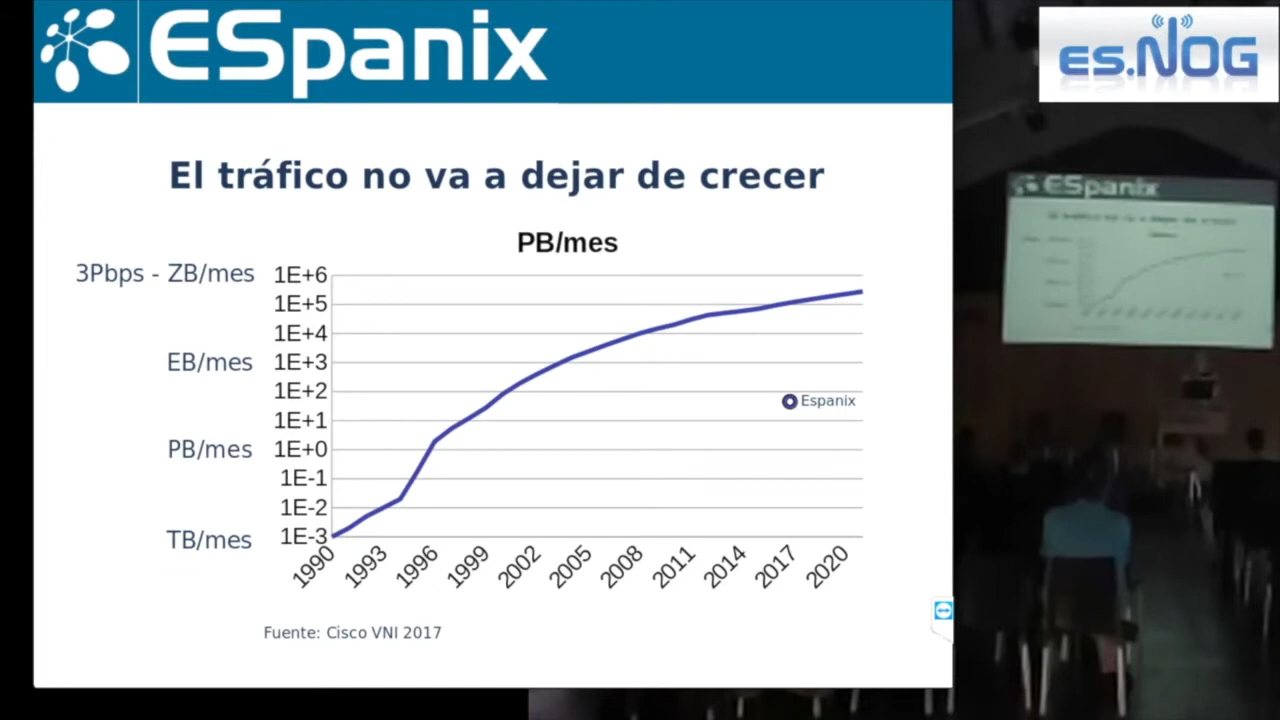 ESpanix
es.NOG
El tráfico no va a dejar de crecer
PB/mes
3Pbps - ZB/mes
EB/mes
PB/mes
TB/mes
1E+6
1E+5
1E+4
1E+3
1E+2
1E+1
1E+0
1E-1
1E-2
1E-3
Espanix
1990
1993
1996
1999
2002
2005
2008
2011
2014
2017
2020
Fuente: Cisco VNI 2017
ESpanix